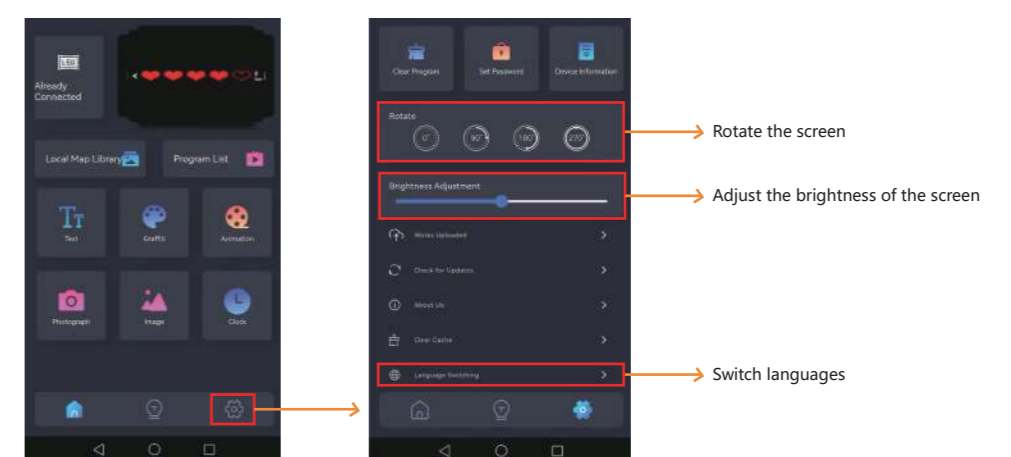 LED
Already
Connected
Local Map Library
Program List
Text
Graffiti
Animation
Photograph
Image
Clock
Clear Program
Set Password
Device Information
Rotate
0°
90°
180°
270°
Rotate the screen
Brightness Adjustment
Adjust the brightness of the screen
Works Uploaded
Check for Updates
About Us
Clear Cache
Language Switching
Switch languages